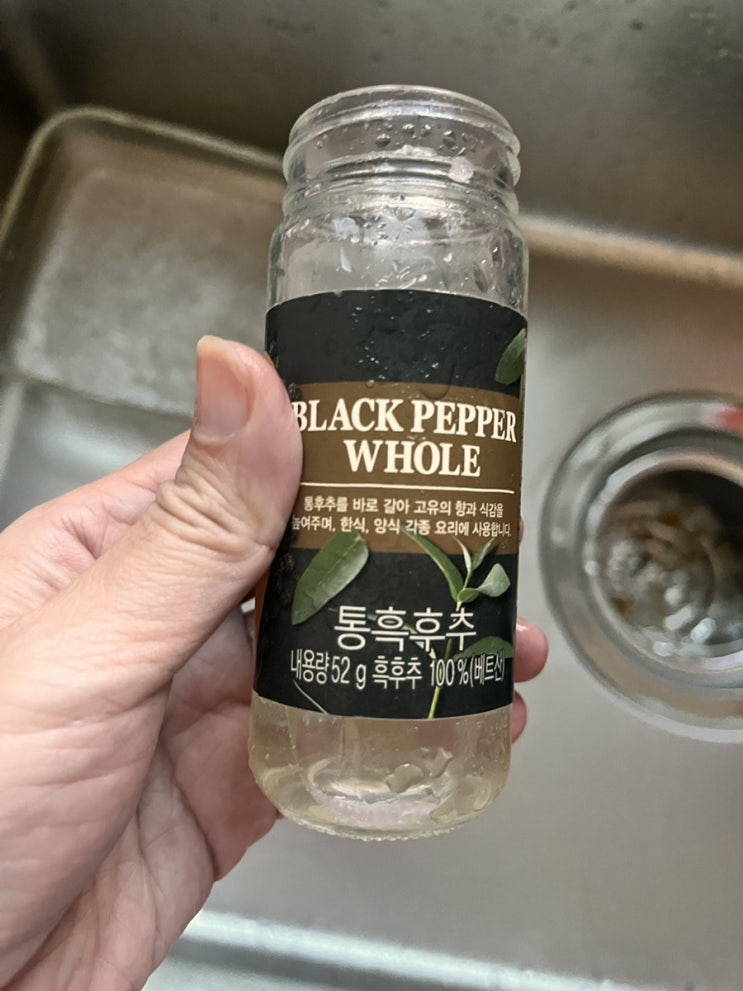 BLACK PEPPER
WHOLE
통후추를 바로 갈아 고유의 향과 식감을
높여주며, 한식, 양식 각종 요리에 사용합니다.
통흑후추
내용량 52 g 흑후추 100 %(베트산)